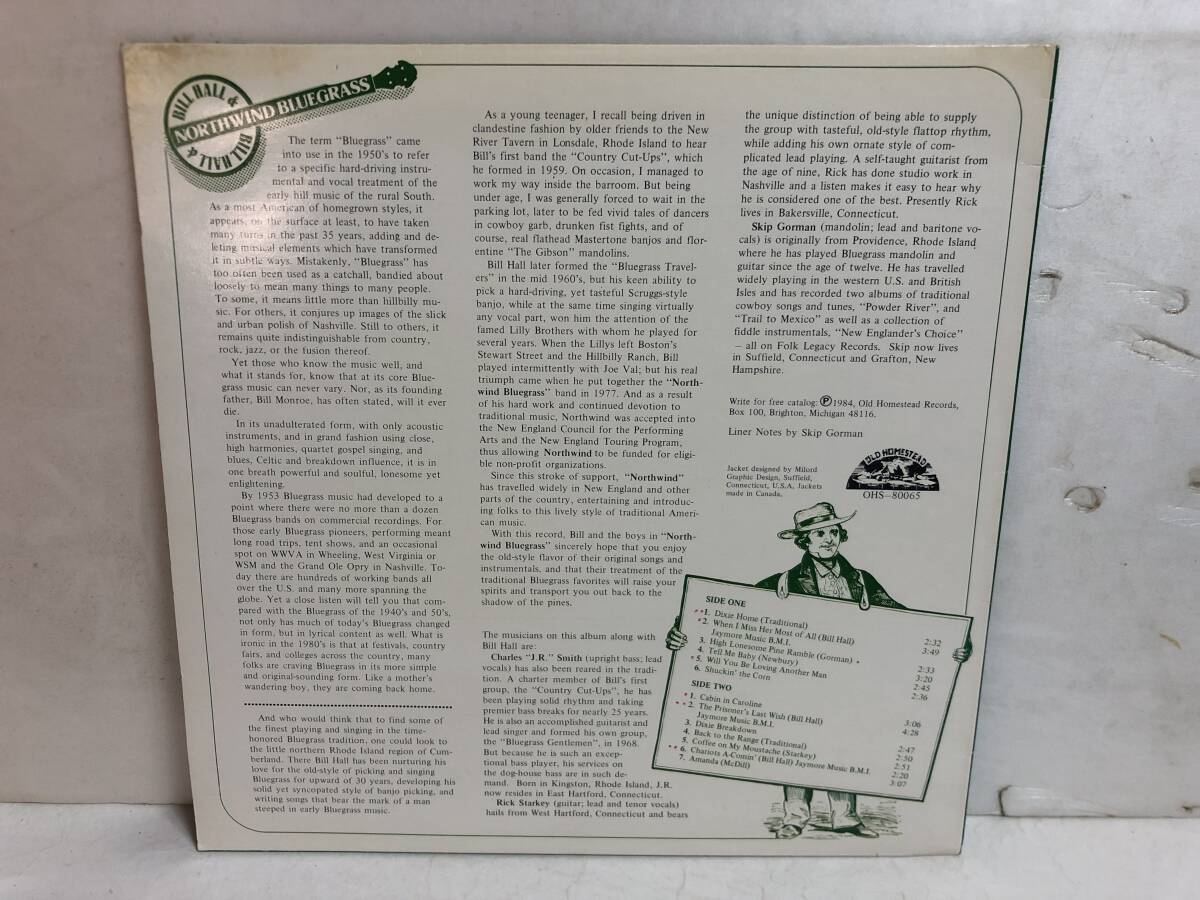 BILL HALL &
NORTHWIND BLUEGRASS
BILL HALL &
The term "Bluegrass" came
into use in the 1950's to refer
to a specific hard-driving instru-
mental and vocal treatment of the
early hill music of the rural South.
As a most American of homegrown styles, it
appears, on the surface at least, to have taken
many turns in the past 35 years, adding and de-
leting musical elements which have transformed
it in subtle ways. Mistakenly, "Bluegrass" has
too often been used as a catchall, bandied about
loosely to mean many things to many people.
To some, it means little more than hillbilly mu-
sic. For others, it conjures up images of the slick
and urban polish of Nashville. Still to others, it
remains quite indistinguishable from country,
rock, jazz, or the fusion thereof.
Yet those who know the music well, and
what it stands for, know that at its core Blue-
grass music can never vary. Nor, as its founding
father, Bill Monroe, has often stated, will it ever
die.
In its unadulterated form, with only acoustic
instruments, and in grand fashion using close,
high harmonies, quartet gospel singing, and
blues, Celtic and breakdown influence, it is in
one breath powerful and soulful, lonesome yet
enlightening.
By 1953 Bluegrass music had developed to a
point where there were no more than a dozen
Bluegrass bands on commercial recordings. For
those early Bluegrass pioneers, performing meant
long road trips, tent shows, and an occasional
spot on WWVA in Wheeling, West Virginia or
WSM and the Grand Ole Opry in Nashville. To-
day there are hundreds of working bands all
over the U.S. and many more spanning the
globe. Yet a close listen will tell you that com-
pared with the Bluegrass of the 1940's and 50's,
not only has much of today's Bluegrass changed
in form, but in lyrical content as well. What is
ironic in the 1980's is that at festivals, country
fairs, and colleges across the country, many
folks are craving Bluegrass in its more simple
and original-sounding form. Like a mother's
wandering boy, they are coming back home.
And who would think that to find some of
the finest playing and singing in the time-
honored Bluegrass tradition, one could look to
the little northern Rhode Island region of Cum-
berland. There Bill Hall has been nurturing his
love for the old-style of picking and singing
Bluegrass for upward of 30 years, developing his
solid yet syncopated style of banjo picking, and
writing songs that bear the mark of a man
steeped in early Bluegrass music.
As a young teenager, I recall being driven in
clandestine fashion by older friends to the New
River Tavern in Lonsdale, Rhode Island to hear
Bill's first band the "Country Cut-Ups", which
he formed in 1959. On occasion, I managed to
work my way inside the barroom. But being
under age, I was generally forced to wait in the
parking lot, later to be fed vivid tales of dancers
in cowboy garb, drunken fist fights, and of
course, real flathead Mastertone banjos and flor-
entine "The Gibson" mandolins.
Bill Hall later formed the "Bluegrass Travel-
ers" in the mid 1960's, but his keen ability to
pick a hard-driving, yet tasteful Scruggs-style
banjo, while at the same time singing virtually
any vocal part, won him the attention of the
famed Lilly Brothers with whom he played for
several years. When the Lillys left Boston's
Stewart Street and the Hillbilly Ranch, Bill
played intermittently with Joe Val; but his real
triumph came when he put together the "North-
wind Bluegrass" band in 1977. And as a result
of his hard work and continued devotion to
traditional music, Northwind was accepted into
the New England Council for the Performing
Arts and the New England Touring Program,
thus allowing Northwind to be funded for eligi-
ble non-profit organizations.
Since this stroke of support, "Northwind"
has travelled widely in New England and other
parts of the country, entertaining and introduc-
ing folks to this lively style of traditional Ameri-
can music.
With this record, Bill and the boys in "North-
wind Bluegrass" sincerely hope that you enjoy
the old-style flavor of their original songs and
instrumentals, and that their treatment of the
traditional Bluegrass favorites will raise your
spirits and transport you out back to the
shadow of the pines.
The musicians on this album along with
Bill Hall are:
Charles "J.R." Smith (upright bass; lead
vocals) has also been reared in the tradi-
tion. A charter member of Bill's first
group, the "Country Cut-Ups", he has
been playing solid rhythm and taking
premier bass breaks for nearly 25 years.
He is also an accomplished guitarist and
lead singer and formed his own group,
the "Bluegrass Gentlemen", in 1968.
But because he is such an excep-
tional bass player, his services on
the dog-house bass are in such de-
mand. Born in Kingston, Rhode Island, J.R.
now resides in East Hartford, Connecticut.
Rick Starkey (guitar; lead and tenor vocals)
hails from West Hartford, Connecticut and bears
the unique distinction of being able to supply
the group with tasteful, old-style flattop rhythm,
while adding his own ornate style of com-
plicated lead playing. A self-taught guitarist from
the age of nine, Rick has done studio work in
Nashville and a listen makes it easy to hear why
he is considered one of the best. Presently Rick
lives in Bakersville, Connecticut.
Skip Gorman (mandolin; lead and baritone vo-
cals) is originally from Providence, Rhode Island
where he has played Bluegrass mandolin and
guitar since the age of twelve. He has travelled
widely playing in the western U.S. and British
Isles and has recorded two albums of traditional
cowboy songs and tunes, "Powder River", and
"Trail to Mexico" as well as a collection of
fiddle instrumentals, "New Englander's Choice"
– all on Folk Legacy Records. Skip now lives
in Suffield, Connecticut and Grafton, New
Hampshire.
Write for free catalog: ℗1984, Old Homestead Records,
Box 100, Brighton, Michigan 48116.
Liner Notes by Skip Gorman
Jacket designed by Milord
Graphic Design, Suffield,
Connecticut, U.S.A. Jackets
made in Canada.
OLD HOMESTEAD
OHS-80065
SIDE ONE
1. Dixie Home (Traditional) 2:32
2. When I Miss Her Most of All (Bill Hall)
Jaymore Music B.M.I. 3:49
3. High Lonesome Pine Ramble (Gorman) 2:33
4. Tell Me Baby (Newbury) 3:20
5. Will You Be Loving Another Man 2:45
6. Shuckin' the Corn 2:36
SIDE TWO
1. Cabin in Caroline 3:06
2. The Prisoner's Last Wish (Bill Hall)
Jaymore Music B.M.I. 4:28
3. Dixie Breakdown 2:47
4. Back to the Range (Traditional) 2:50
5. Coffee on My Moustache (Starkey) 2:51
6. Chariots A-Comin' (Bill Hall) Jaymore Music B.M.I. 2:20
7. Amanda (McDill) 3:07